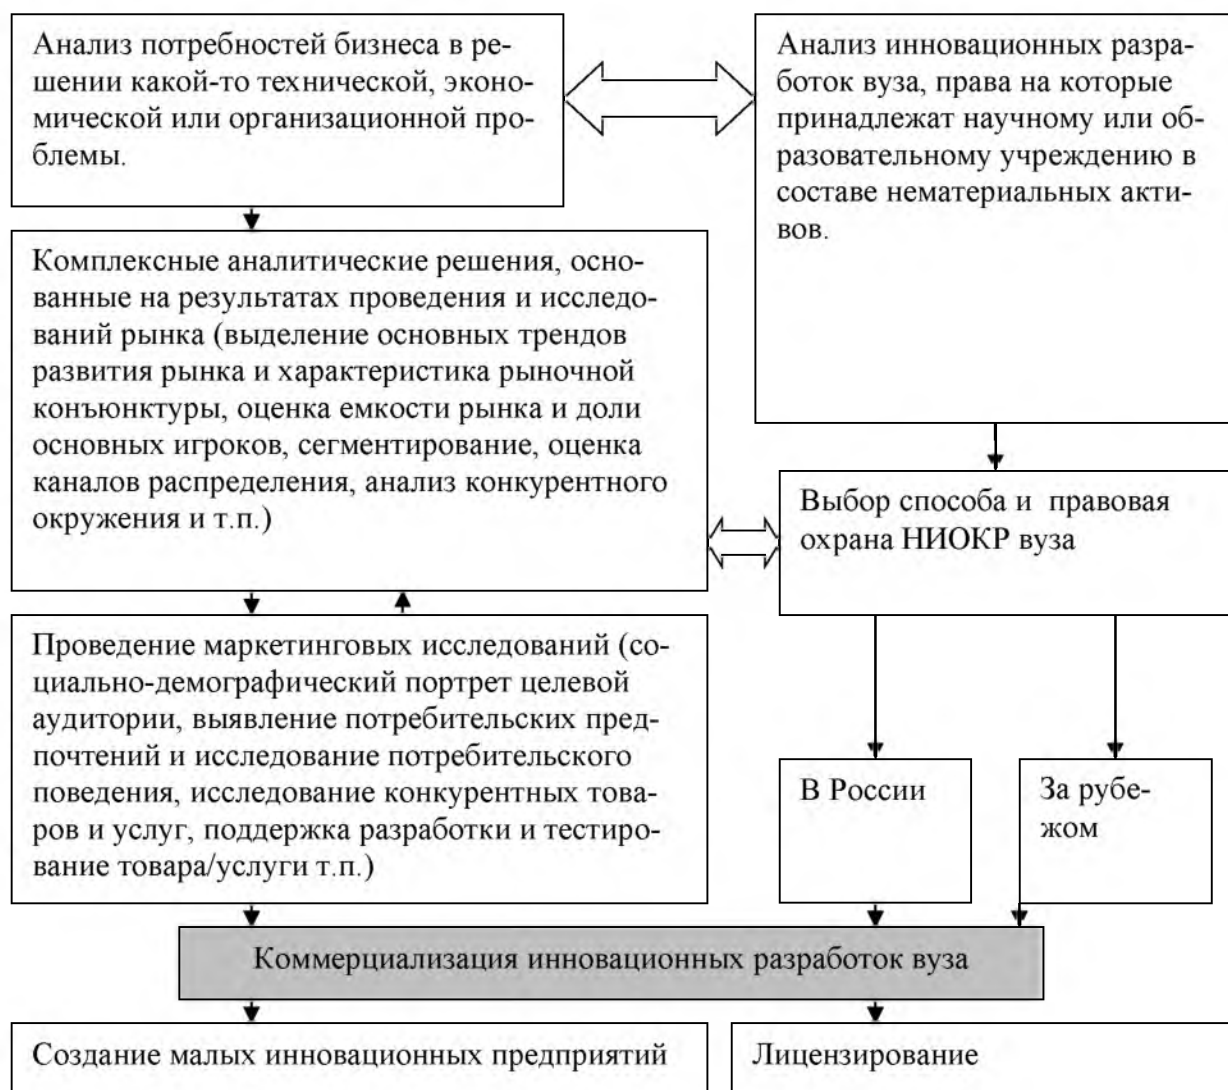 Анализ потребностей бизнеса в ре-
шении какой-то технической, эконо-
мической или организационной про-
блемы.
Анализ инновационных разра-
боток вуза, права на которые
принадлежат научному или об-
разовательному учреждению в
составе нематериальных акти-
вов.
Комплексные аналитические решения, осно-
ванные на результатах проведения и исследо-
ваний рынка (выделение основных трендов
развития рынка и характеристика рыночной
конъюнктуры, оценка емкости рынка и доли
основных игроков, сегментирование, оценка
каналов распределения, анализ конкурентного
окружения и т.п.)
Выбор способа и правовая
охрана НИОКР вуза
Проведение маркетинговых исследований (со-
циально-демографический портрет целевой
аудитории, выявление потребительских пред-
почтений и исследование потребительского
поведения, исследование конкурентных това-
ров и услуг, поддержка разработки и тестиро-
вание товара/услуги т.п.)
В России
За рубе-
жом
Коммерциализация инновационных разработок вуза
Создание малых инновационных предприятий
Лицензирование